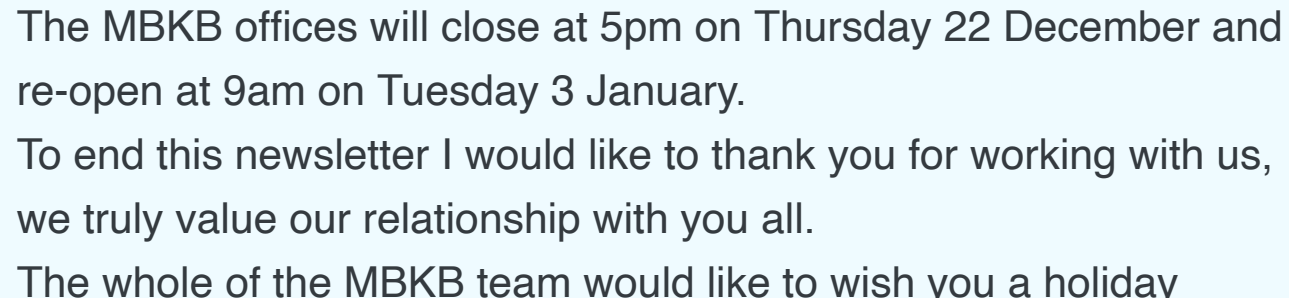 The MBKB offices will close at 5pm on Thursday 22 December and
re-open at 9am on Tuesday 3 January.
To end this newsletter I would like to thank you for working with us,
we truly value our relationship with you all.
The whole of the MBKB team would like to wish you a holiday